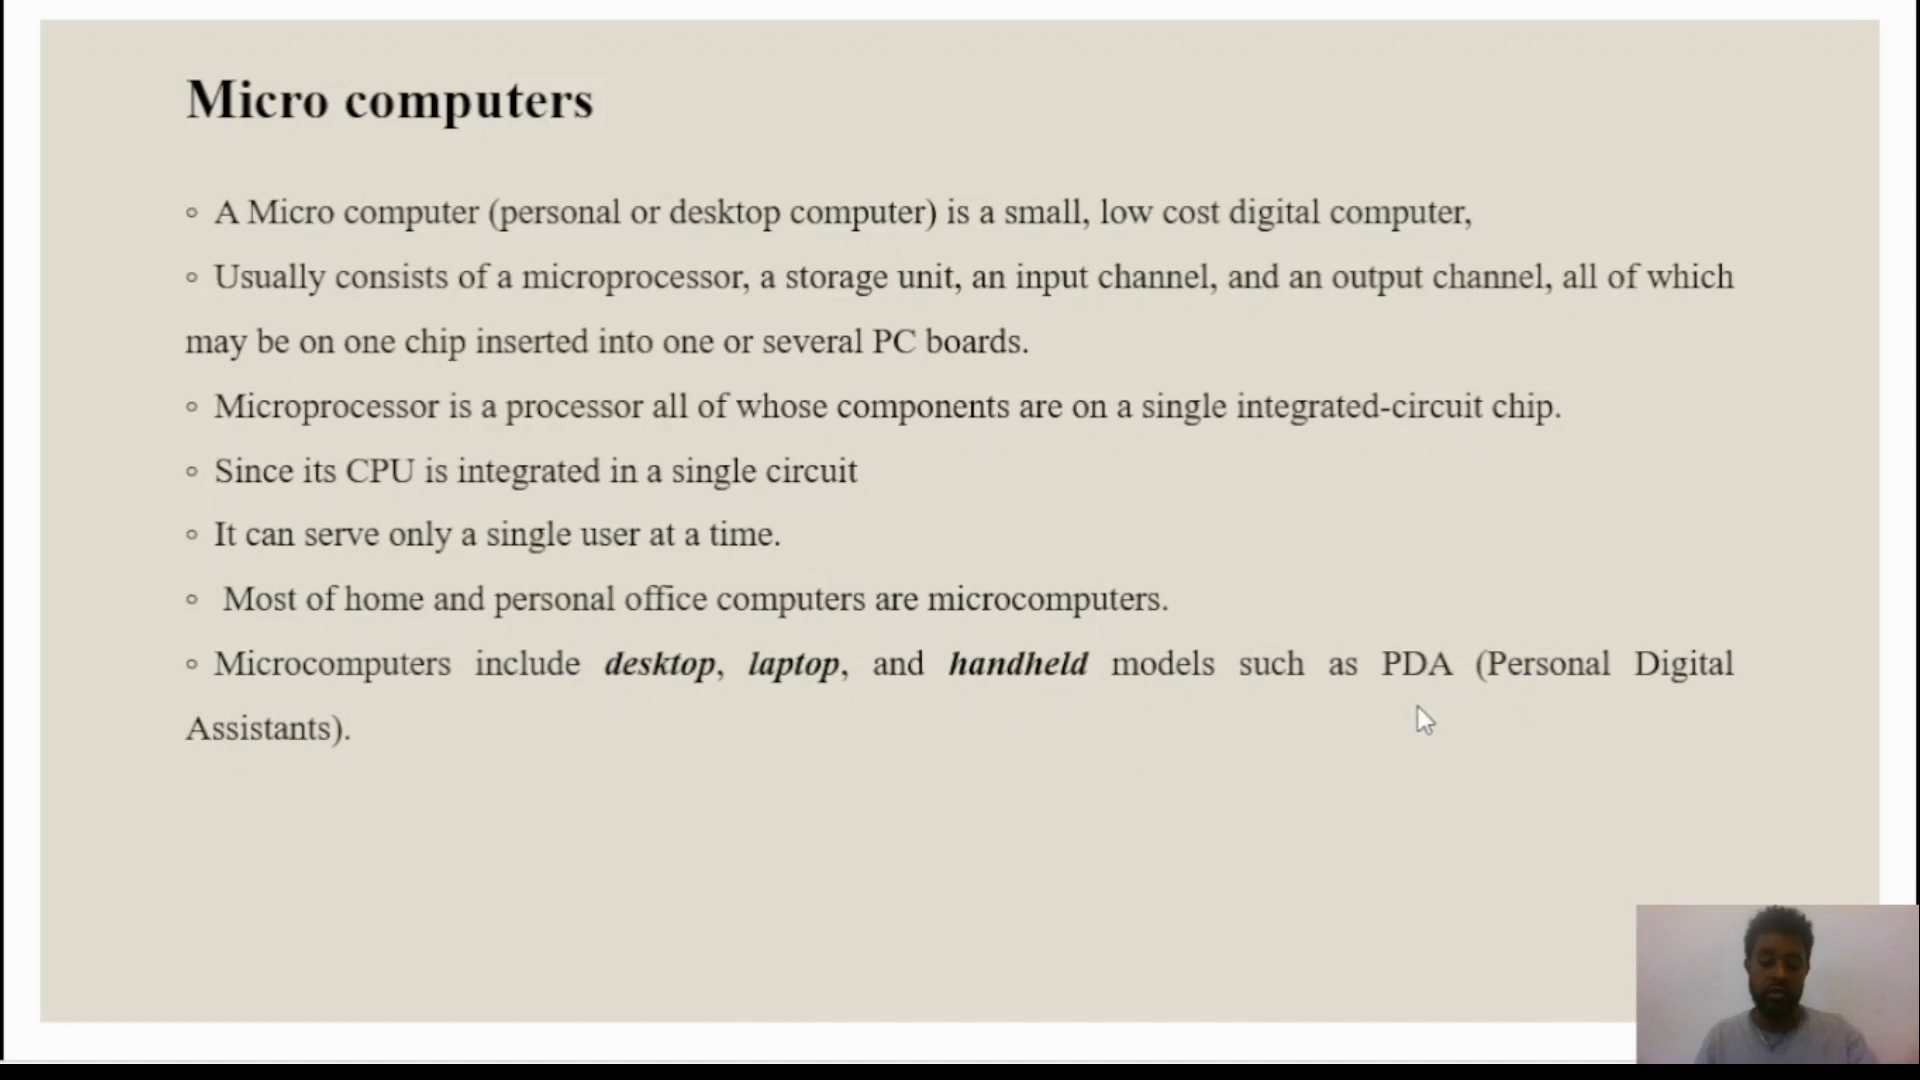 Micro computers
◦ A Micro computer (personal or desktop computer) is a small, low cost digital computer,
◦ Usually consists of a microprocessor, a storage unit, an input channel, and an output channel, all of which
may be on one chip inserted into one or several PC boards.
◦ Microprocessor is a processor all of whose components are on a single integrated-circuit chip.
◦ Since its CPU is integrated in a single circuit
◦ It can serve only a single user at a time.
◦ Most of home and personal office computers are microcomputers.
◦ Microcomputers include desktop, laptop, and handheld models such as PDA (Personal Digital
Assistants).